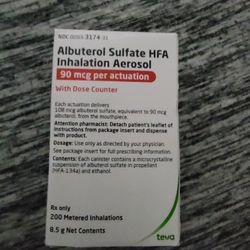 NDC 0093-3174-31
Albuterol Sulfate HFA
Inhalation Aerosol
90 mcg per actuation
With Dose Counter
Each actuation delivers
108 mcg albuterol sulfate, equivalent to 90 mcg
albuterol, from the mouthpiece.
Attention pharmacist: Detach patient's leaflet of
instructions from package insert and dispense
with product.
Dosage: Use only as directed by your physician.
See package insert for full prescribing information.
Contents: Each canister contains a microcrystalline
suspension of albuterol sulfate in propellant
(HFA-134a) and ethanol.
Rx only
200 Metered Inhalations
8.5 g Net Contents
teva